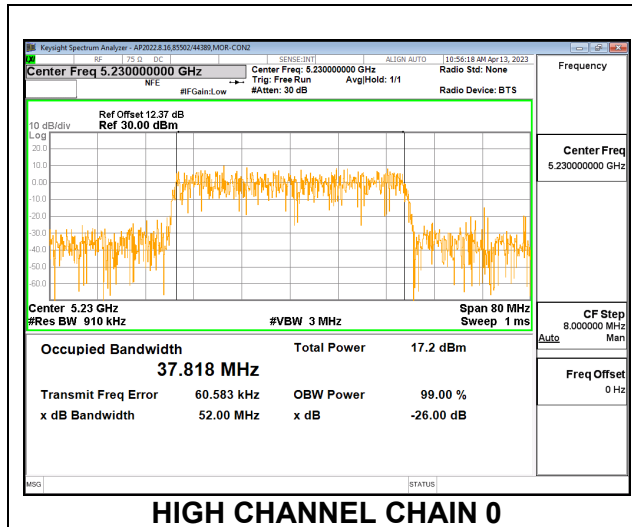 Keysight Spectrum Analyzer - AP2022.8.16,85502/44389,MOR-CON2
RF 75 Ω DC SENSE:INT ALIGN AUTO 10:56:18 AM Apr 13, 2023
Center Freq 5.230000000 GHz
NFE
#IFGain:Low
Center Freq: 5.230000000 GHz
Trig: Free Run Avg|Hold: 1/1
#Atten: 30 dB
Radio Std: None
Radio Device: BTS
Frequency
Ref Offset 12.37 dB
10 dB/div Ref 30.00 dBm
Log
20.0
10.0
0.00
-10.0
-20.0
-30.0
-40.0
-50.0
-60.0
Center Freq
5.230000000 GHz
Center 5.23 GHz Span 80 MHz
#Res BW 910 kHz #VBW 3 MHz Sweep 1 ms
CF Step
8.000000 MHz
Auto Man
Freq Offset
0 Hz
Occupied Bandwidth Total Power 17.2 dBm
37.818 MHz
Transmit Freq Error 60.583 kHz OBW Power 99.00 %
x dB Bandwidth 52.00 MHz x dB -26.00 dB
MSG STATUS
HIGH CHANNEL CHAIN 0